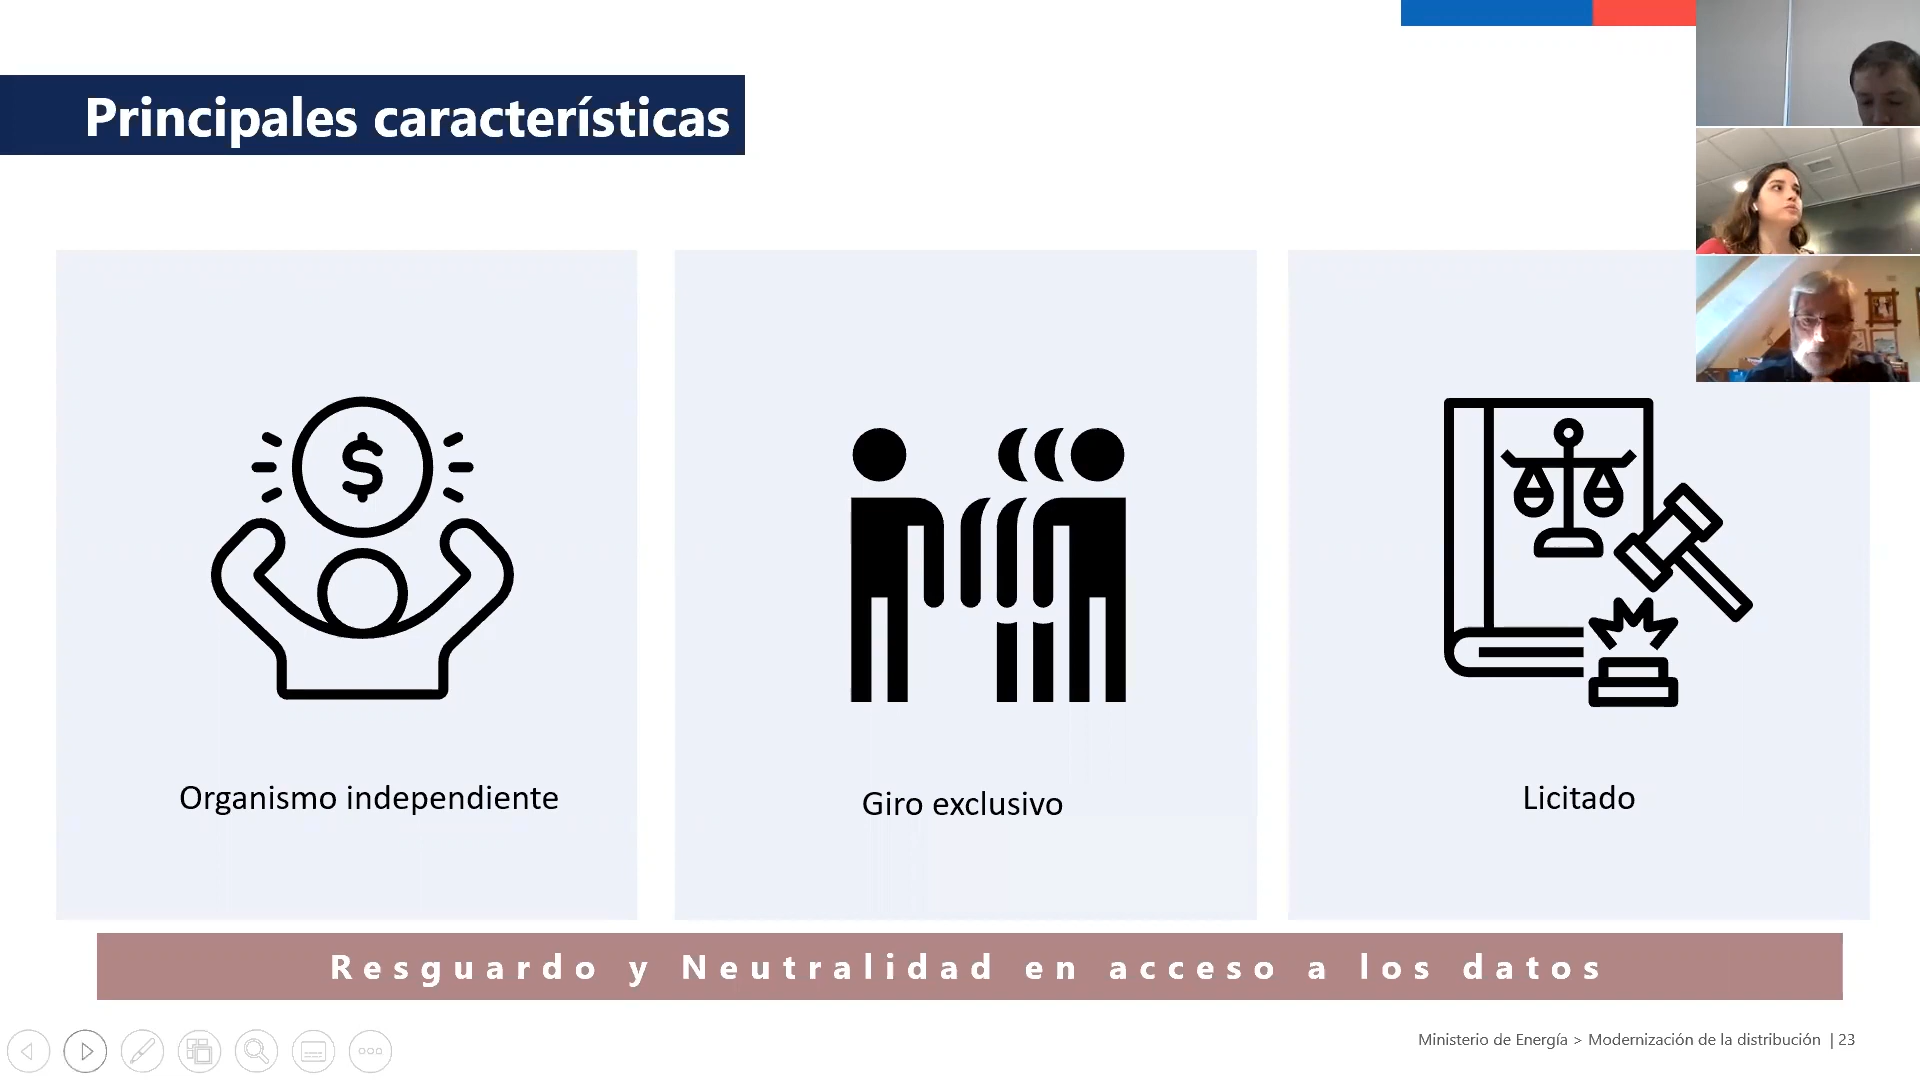 Principales características
$
Organismo independiente
Giro exclusivo
Licitado
Resguardo y Neutralidad en acceso a los datos
Ministerio de Energía > Modernización de la distribución | 23